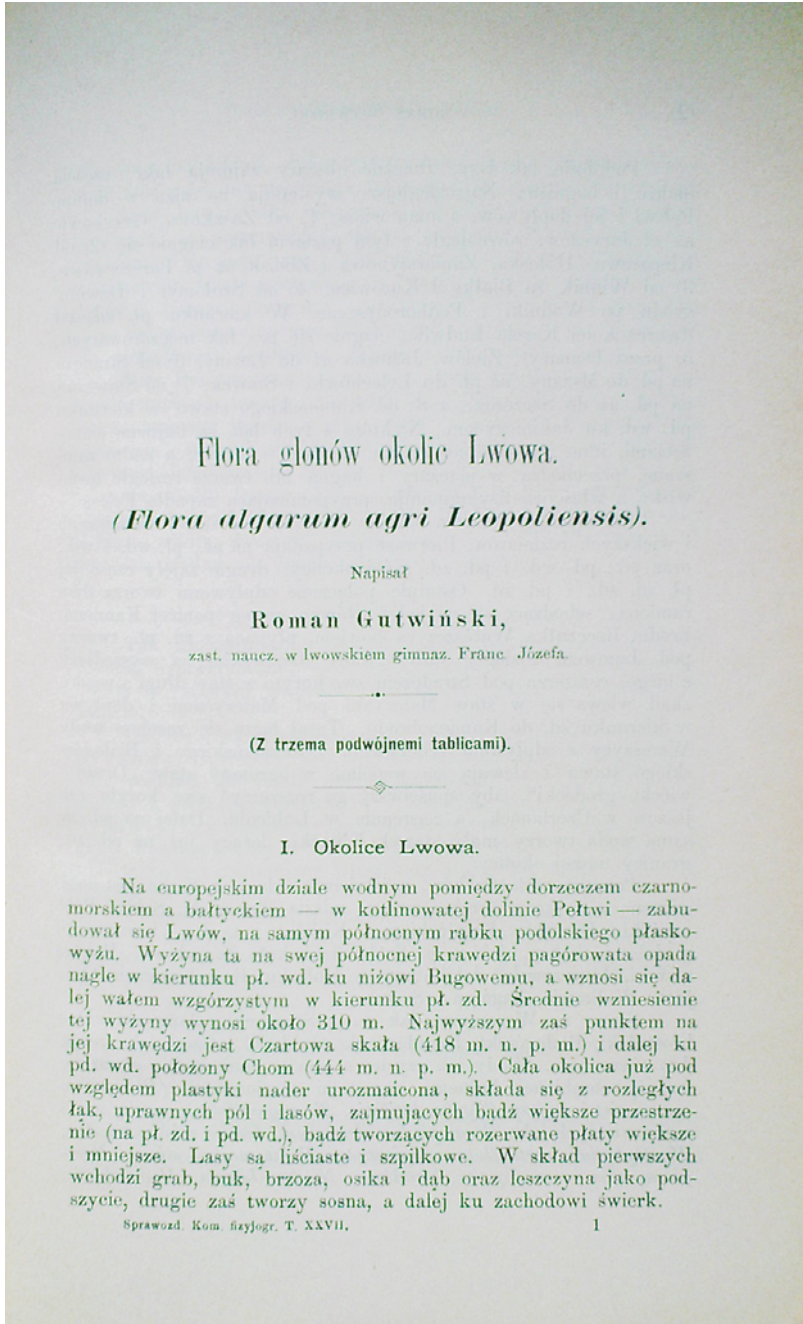 Flora glonów okolic Lwowa.
(Flora algarum agri Leopoliensis).
Napisał
Roman Gutwiński,
zast. naucz. w lwowskiem gimnaz. Franc. Józefa.
(Z trzema podwójnemi tablicami).
I. Okolice Lwowa.
Na europejskim dziale wodnym pomiędzy dorzeczem czarno-
morskiem a bałtyckiem — w kotlinowatej dolinie Pełtwi — zabu-
dował się Lwów, na samym północnym rąbku podolskiego płasko-
wyżu. Wyżyna ta na swej północnej krawędzi pagórowata opada
nagle w kierunku pł. wd. ku niżowi Bugowemu, a wznosi się da-
lej wałem wzgórzystym w kierunku pł. zd. Średnie wzniesienie
tej wyżyny wynosi około 310 m. Najwyższym zaś punktem na
jej krawędzi jest Czartowa skała (418 m. n. p. m.) i dalej ku
pd. wd. położony Chom (444 m. n. p. m.). Cała okolica już pod
względem plastyki nader urozmaicona, składa się z rozległych
łąk, uprawnych pól i lasów, zajmujących bądź większe przestrze-
nie (na pł. zd. i pd. wd.), bądź tworzących rozerwane płaty większe
i mniejsze. Lasy są liściaste i szpilkowe. W skład pierwszych
wchodzi grab, buk, brzoza, osika i dąb oraz leszczyna jako pod-
szycie, drugie zaś tworzy sosna, a dalej ku zachodowi świerk.
Sprawozd. Kom. fizyjogr. T. XXVII. 1